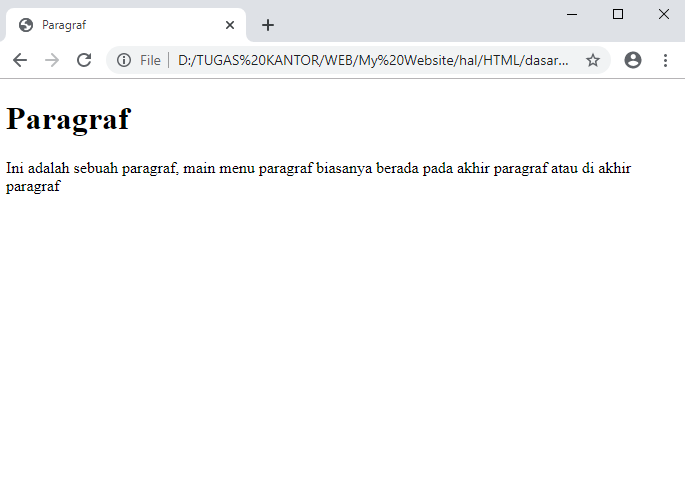 Paragraf
File
D:/TUGAS%20KANTOR/WEB/My%20Website/hal/HTML/dasar...
Paragraf
Ini adalah sebuah paragraf, main menu paragraf biasanya berada pada akhir paragraf atau di akhir
paragraf